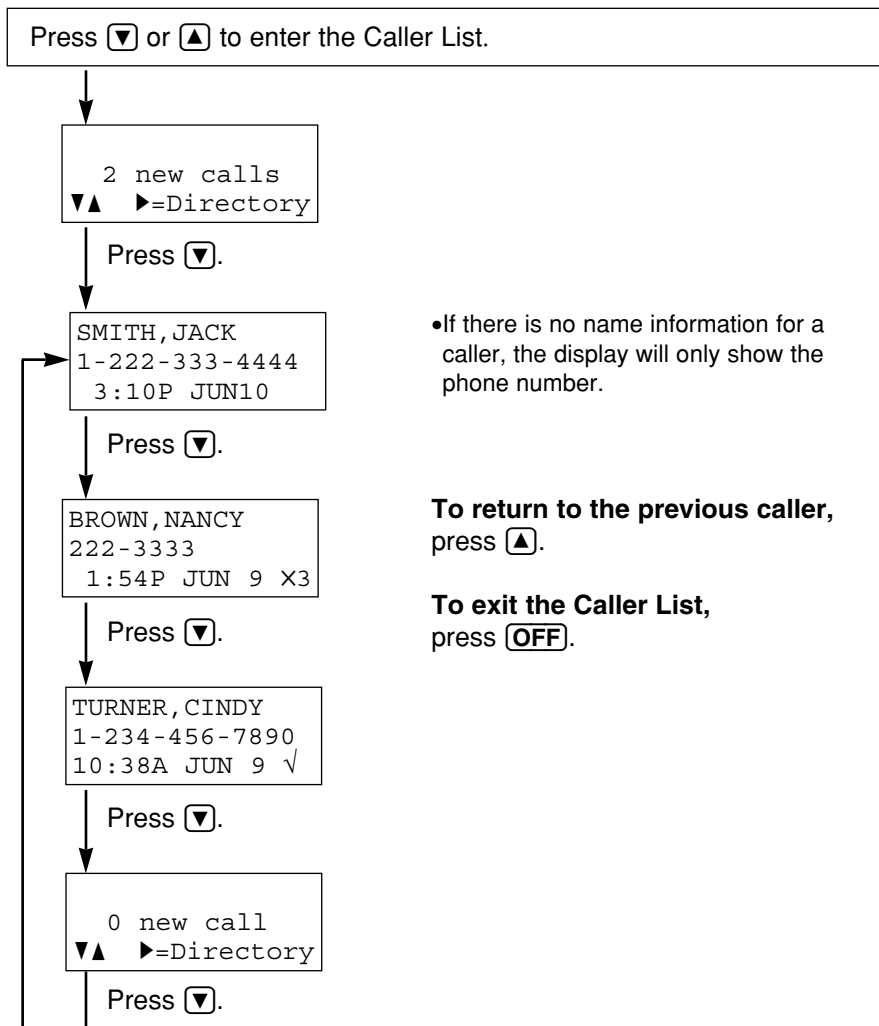 Press ▼ or ▲ to enter the Caller List.
2 new calls
▼▲ ▶=Directory
Press ▼.
SMITH,JACK
1-222-333-4444
3:10P JUN10
•If there is no name information for a
caller, the display will only show the
phone number.
Press ▼.
BROWN,NANCY
222-3333
1:54P JUN 9 ×3
To return to the previous caller,
press ▲.
To exit the Caller List,
press OFF.
Press ▼.
TURNER,CINDY
1-234-456-7890
10:38A JUN 9 √
Press ▼.
0 new call
▼▲ ▶=Directory
Press ▼.